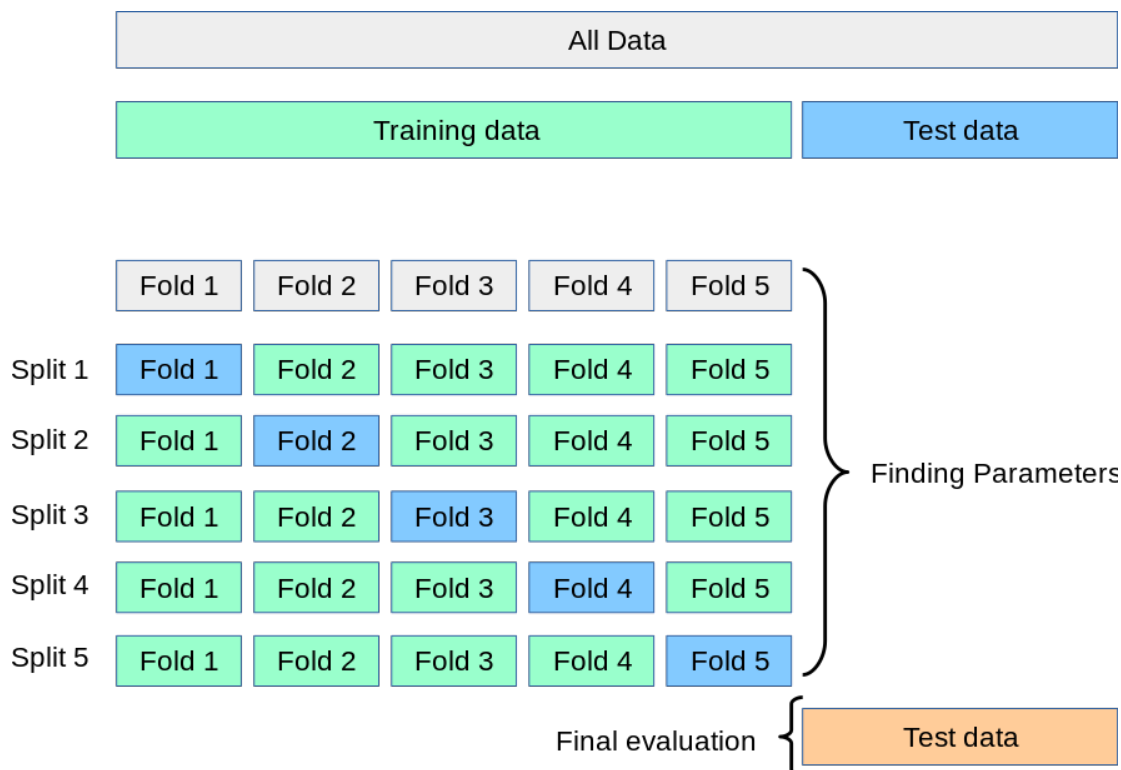 All Data
Training data Test data
Fold 1 Fold 2 Fold 3 Fold 4 Fold 5
Split 1 Fold 1 Fold 2 Fold 3 Fold 4 Fold 5
Split 2 Fold 1 Fold 2 Fold 3 Fold 4 Fold 5
Finding Parameters
Split 3 Fold 1 Fold 2 Fold 3 Fold 4 Fold 5
Split 4 Fold 1 Fold 2 Fold 3 Fold 4 Fold 5
Split 5 Fold 1 Fold 2 Fold 3 Fold 4 Fold 5
Final evaluation Test data